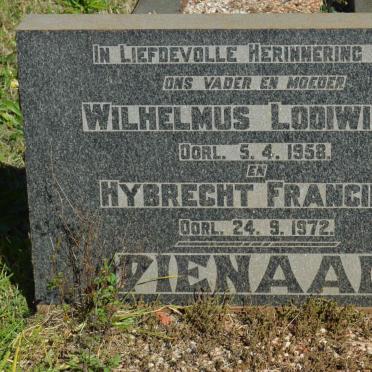 IN LIEFDEVOLLE HERINNERING
ONS VADER EN MOEDER
WILHELMUS LODIWI
OORL. 5. 4. 1958.
EN
HYBRECHT FRANCI
OORL. 24. 9. 1972.
DIENAA